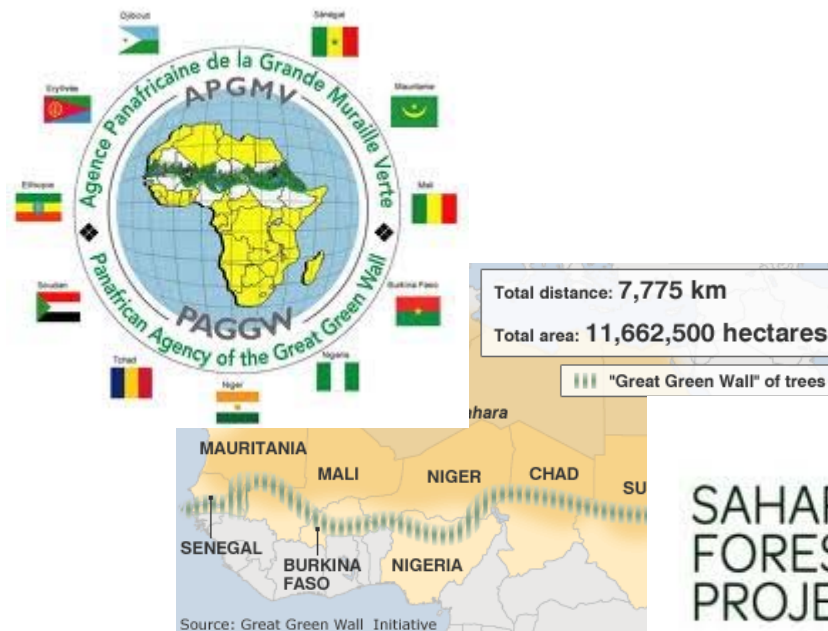 Djibouti
Sénégal
Erythrée
Mauritanie
Ethiopie
Mali
Soudan
Burkina Faso
Tchad
Niger
Nigeria
Agence Panafricaine de la Grande Muraille Verte
APGMV
PAGGW
Panafrican Agency of the Great Green Wall
Total distance: 7,775 km
Total area: 11,662,500 hectares
"Great Green Wall" of trees
hara
MAURITANIA
MALI
NIGER
CHAD
SU
SENEGAL
BURKINA
FASO
NIGERIA
Source: Great Green Wall Initiative
SAHAR
FORES
PROJE